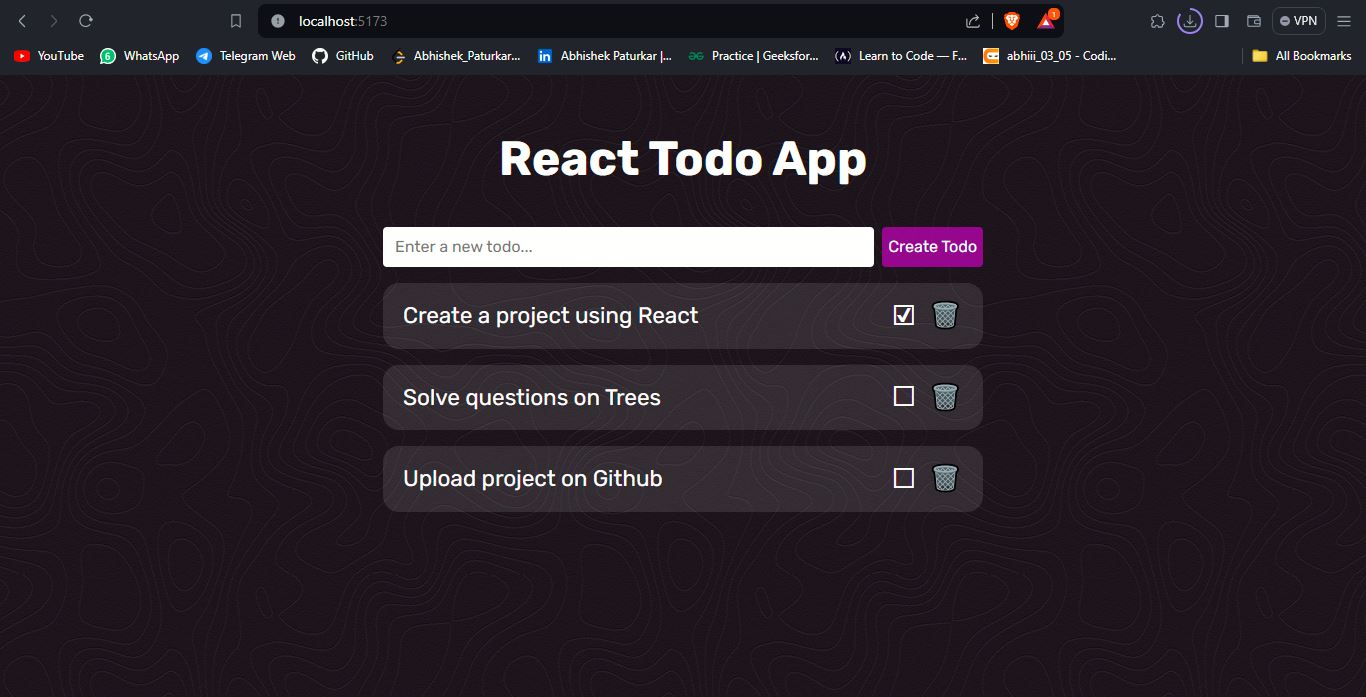 localhost:5173
1
VPN
YouTube
6
WhatsApp
Telegram Web
GitHub
Abhishek_Paturkar...
Abhishek Paturkar |...
Practice | Geeksfor...
Learn to Code — F...
abhiii_03_05 - Codi...
All Bookmarks
React Todo App
Enter a new todo...
Create Todo
Create a project using React
Solve questions on Trees
Upload project on Github